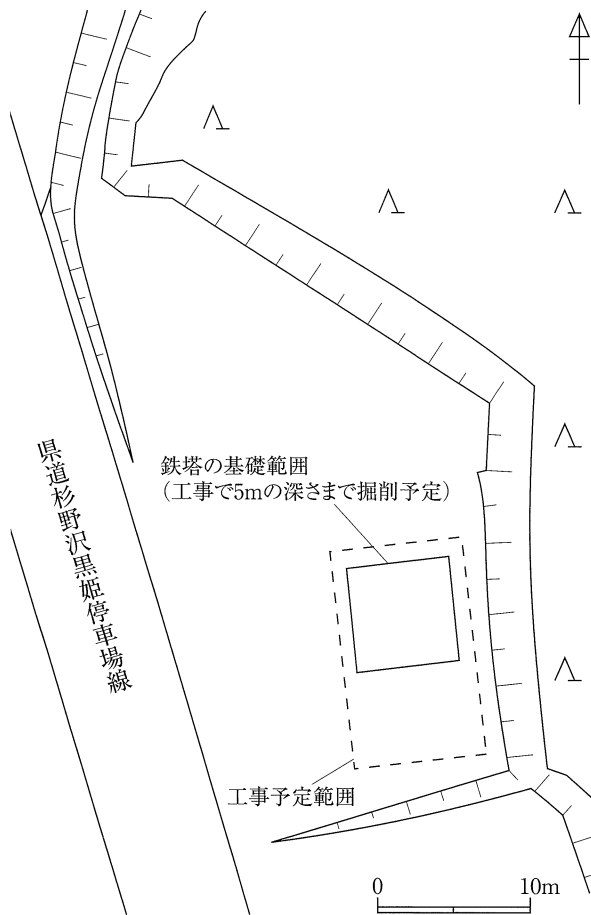 鉄塔の基礎範囲
（工事で5mの深さまで掘削予定）
県道杉野沢黒姫停車場線
工事予定範囲
0 10m